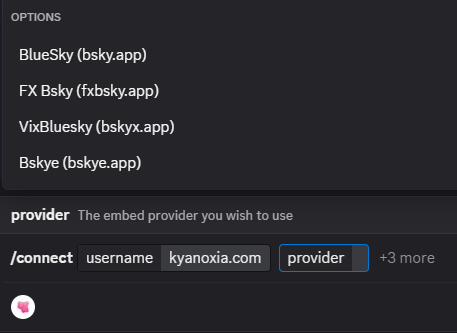 OPTIONS
BlueSky (bsky.app)
FX Bsky (fxbsky.app)
VixBluesky (bskyx.app)
Bskye (bskye.app)
provider The embed provider you wish to use
/connect username kyanoxia.com provider +3 more